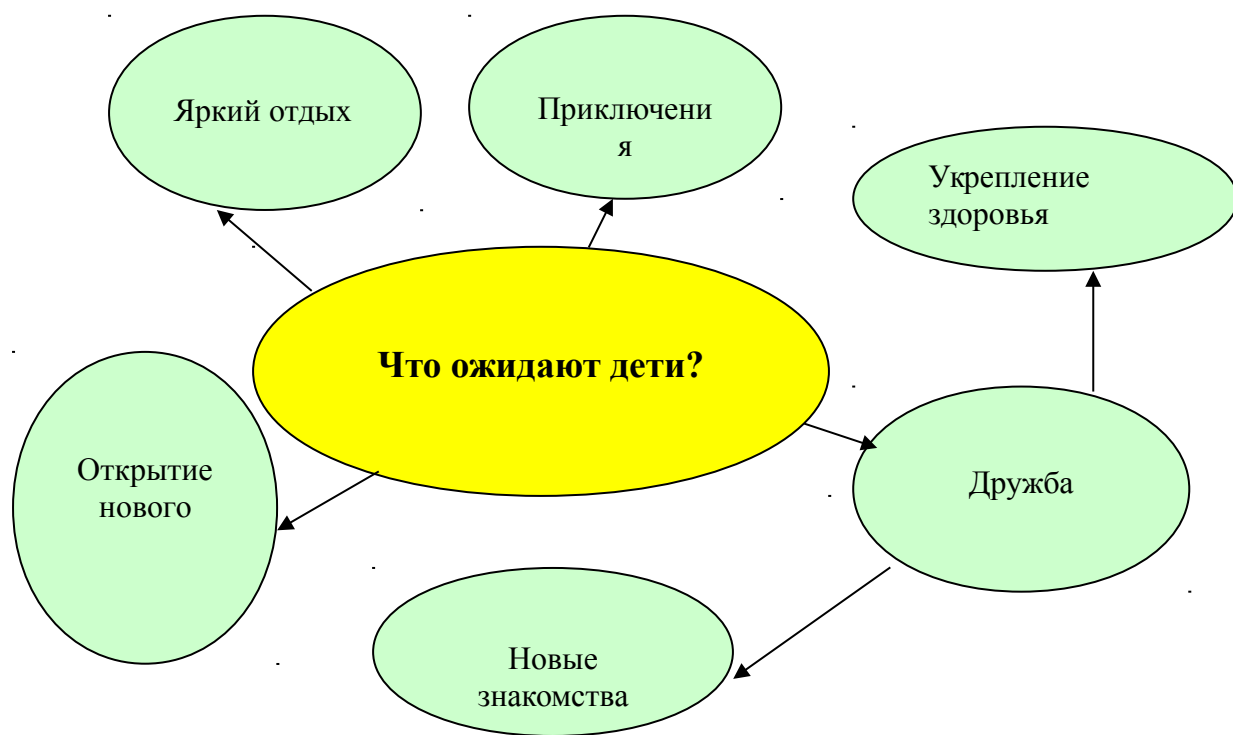 Яркий отдых
Приключени
я
Укрепление
здоровья
Что ожидают дети?
Открытие
нового
Дружба
Новые
знакомства